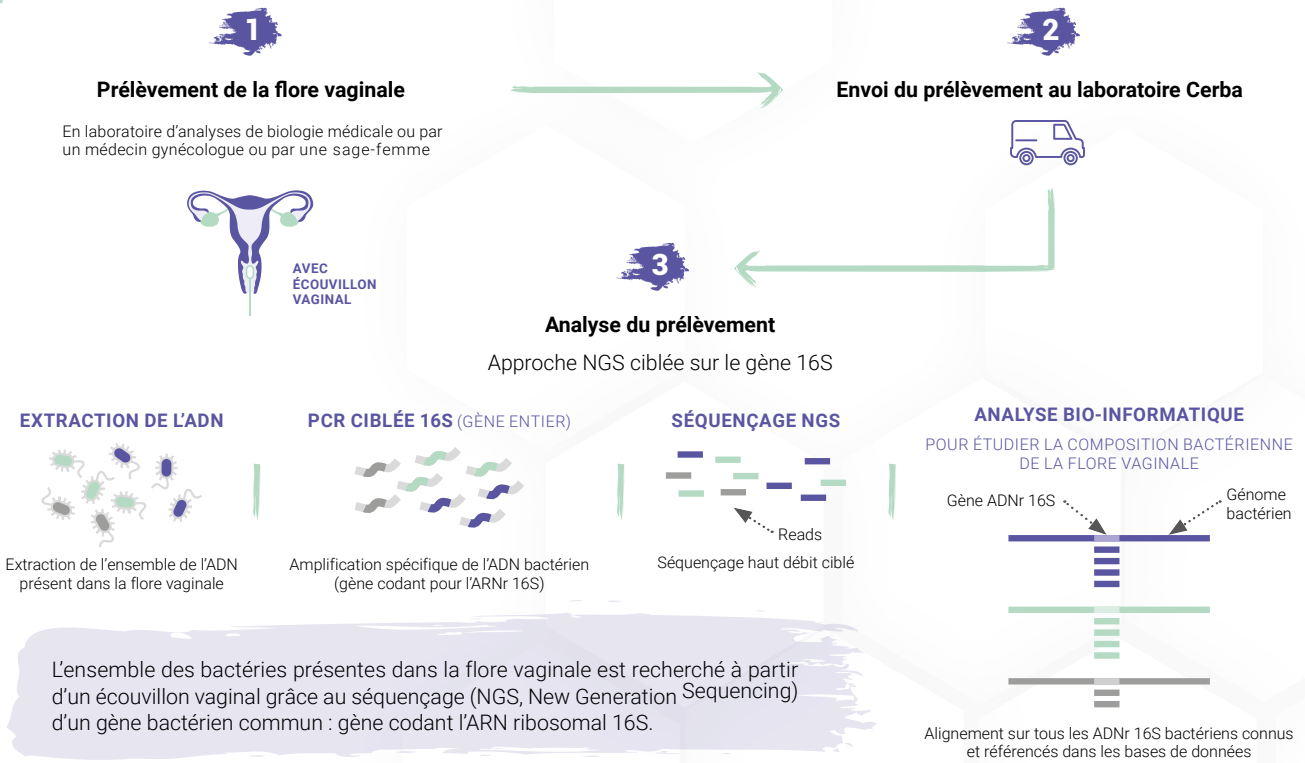 1
Prélèvement de la flore vaginale
En laboratoire d'analyses de biologie médicale ou par
un médecin gynécologue ou par une sage-femme
AVEC
ÉCOUVILLON
VAGINAL
2
Envoi du prélèvement au laboratoire Cerba
3
Analyse du prélèvement
Approche NGS ciblée sur le gène 16S
EXTRACTION DE L'ADN
Extraction de l'ensemble de l'ADN
présent dans la flore vaginale
PCR CIBLÉE 16S (GÈNE ENTIER)
Amplification spécifique de l'ADN bactérien
(gène codant pour l'ARNr 16S)
SÉQUENÇAGE NGS
Reads
Séquençage haut débit ciblé
ANALYSE BIO-INFORMATIQUE
POUR ÉTUDIER LA COMPOSITION BACTÉRIENNE
DE LA FLORE VAGINALE
Gène ADNr 16S
Génome
bactérien
Alignement sur tous les ADNr 16S bactériens connus
et référencés dans les bases de données
L'ensemble des bactéries présentes dans la flore vaginale est recherché à partir
d'un écouvillon vaginal grâce au séquençage (NGS, New Generation Sequencing)
d'un gène bactérien commun : gène codant l'ARN ribosomal 16S.